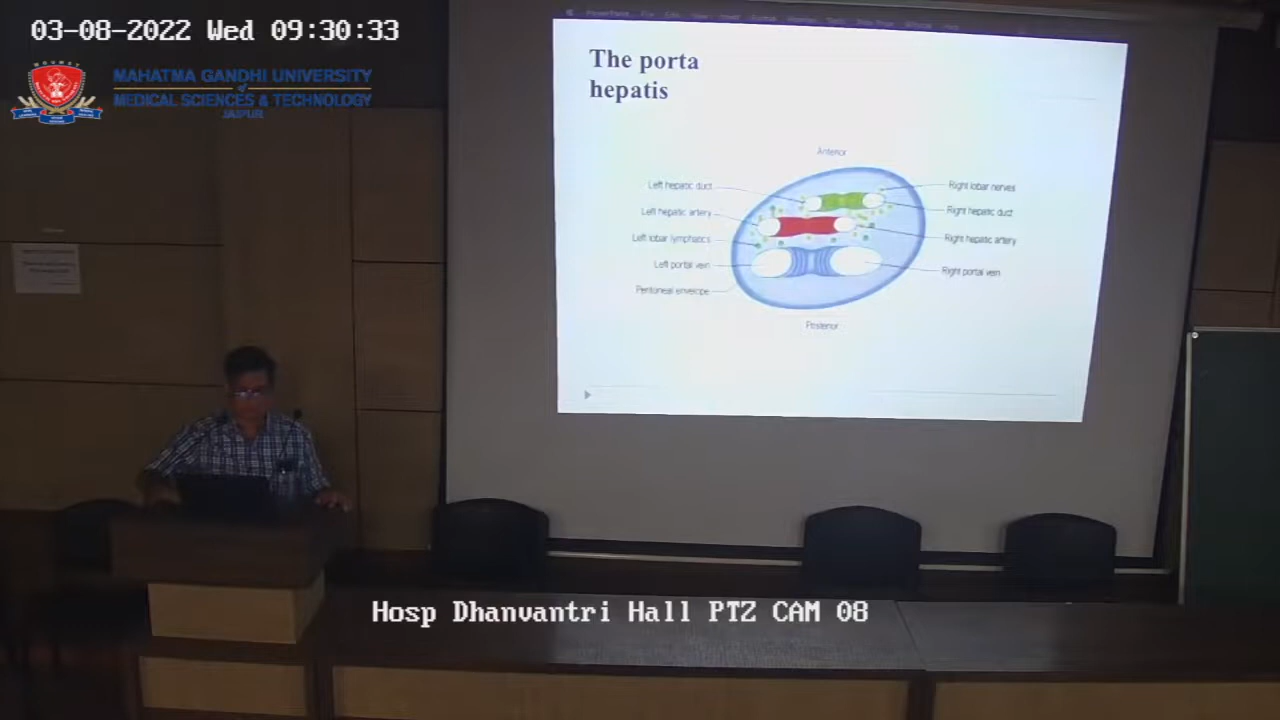 03-08-2022 Wed 09:30:33
MAHATMA GANDHI UNIVERSITY
of
MEDICAL SCIENCES & TECHNOLOGY
JAIPUR
The porta
hepatis
Anterior
Left hepatic duct
Left hepatic artery
Left lobar lymphatics
Left portal vein
Peritoneal envelope
Right lobar nerves
Right hepatic duct
Right hepatic artery
Right portal vein
Posterior
Hosp Dhanvantri Hall PTZ CAM 08